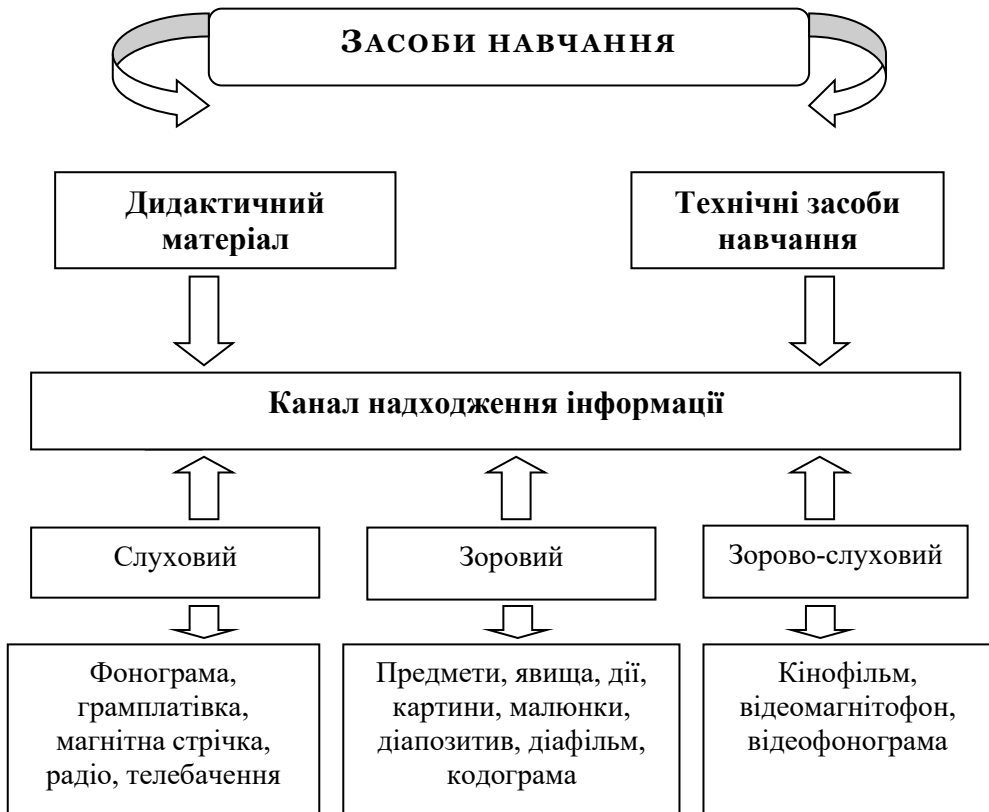 ЗАСОБИ НАВЧАННЯ
Дидактичний
матеріал
Технічні засоби
навчання
Канал надходження інформації
Слуховий
Зоровий
Зорово-слуховий
Фонограма,
грамплатівка,
магнітна стрічка,
радіо, телебачення
Предмети, явища, дії,
картини, малюнки,
діапозитив, діафільм,
кодограма
Кінофільм,
відеомагнітофон,
відеофонограма